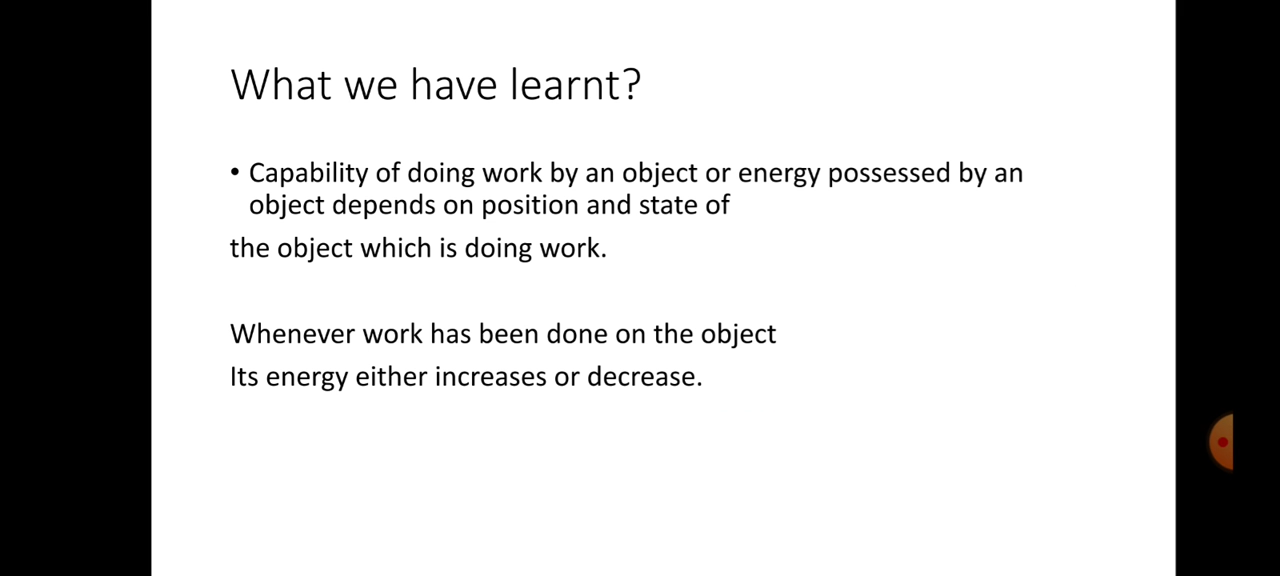 What we have learnt?
• Capability of doing work by an object or energy possessed by an
object depends on position and state of
the object which is doing work.
Whenever work has been done on the object
Its energy either increases or decrease.